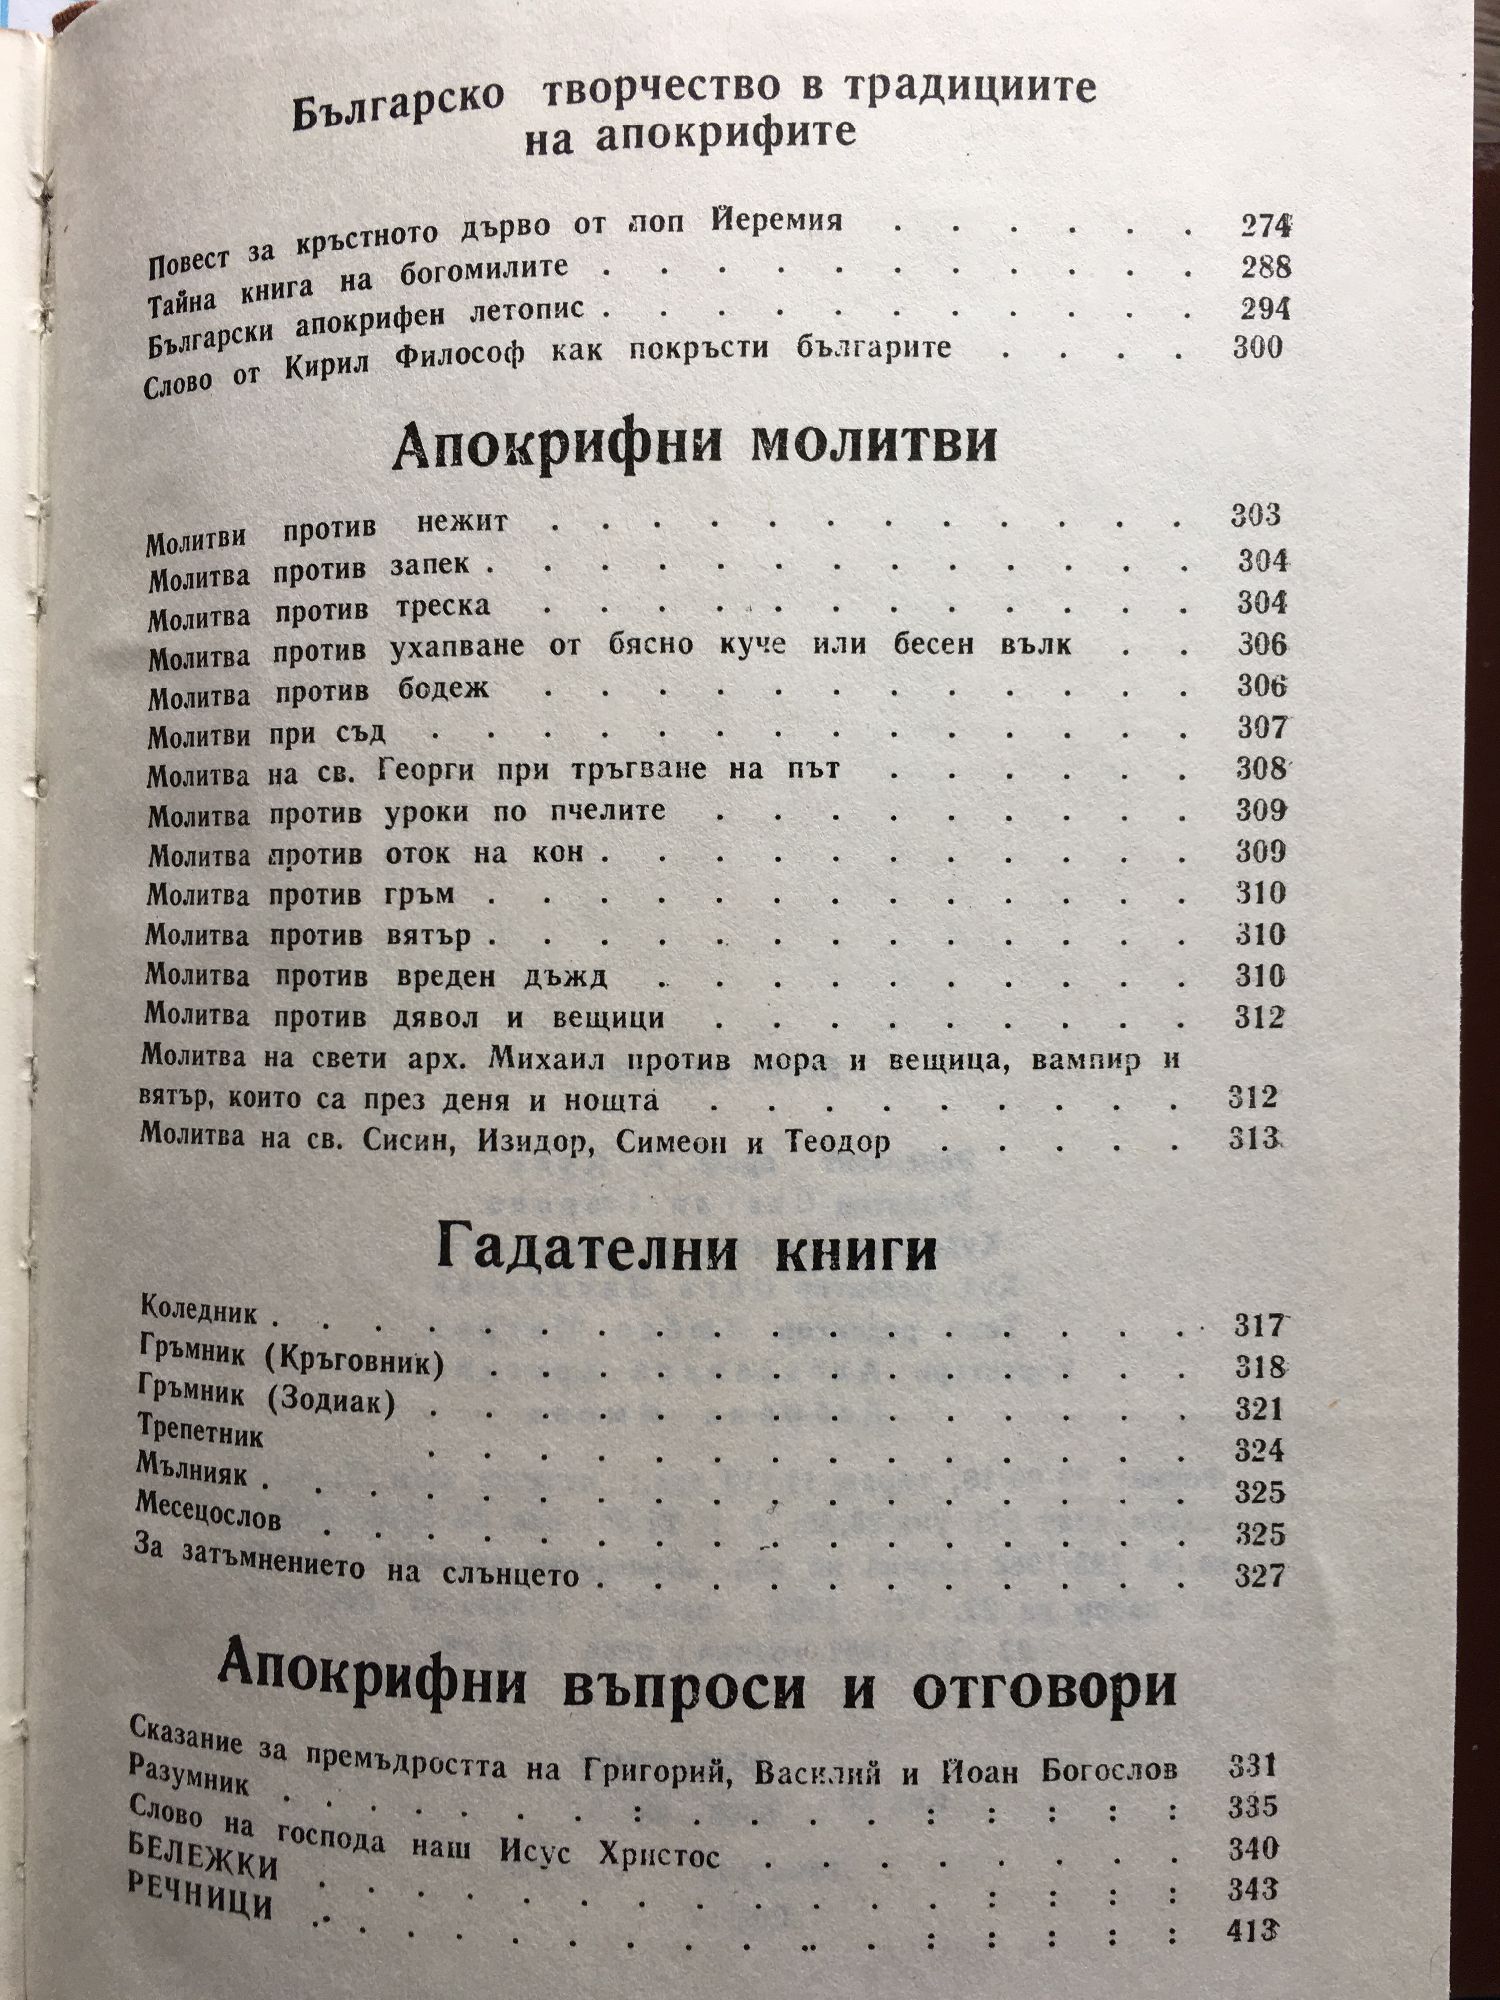 Българско творчество в традициите
на апокрифите
Повест за кръстното дърво от поп Йеремия . . . . . . 274
Тайна книга на богомилите . . . . . . . . . . . 288
Български апокрифен летопис . . . . . . . . . . . 294
Слово от Кирил Философ как покръсти българите . . . . 300
Апокрифни молитви
Молитви против нежит . . . . . . . . . . . . 303
Молитва против запек . . . . . . . . . . . . . 304
Молитва против треска . . . . . . . . . . . . 304
Молитва против ухапване от бясно куче или бесен вълк . . 306
Молитва против бодеж . . . . . . . . . . . . 306
Молитви при съд . . . . . . . . . . . . . . 307
Молитва на св. Георги при тръгване на път . . . . . . 308
Молитва против уроки по пчелите . . . . . . . . . 309
Молитва против оток на кон . . . . . . . . . . . 309
Молитва против гръм . . . . . . . . . . . . . 310
Молитва против вятър . . . . . . . . . . . . . 310
Молитва против вреден дъжд . . . . . . . . . . 310
Молитва против дявол и вещици . . . . . . . . . 312
Молитва на свети арх. Михаил против мора и вещица, вампир и
вятър, които са през деня и нощта . . . . . . . . . 312
Молитва на св. Сисин, Изидор, Симеон и Теодор . . . . . 313
Гадателни книги
Коледник . . . . . . . . . . . . . . . . . 317
Гръмник (Кръговник) . . . . . . . . . . . . . 318
Гръмник (Зодиак) . . . . . . . . . . . . . . 321
Трепетник . . . . . . . . . . . . . . 324
Мълнияк . . . . . . . . . . . . . . . . . 325
Месецослов . . . . . . . . . . . . . . . . 325
За затъмнението на слънцето . . . . . . . . . . . 327
Апокрифни въпроси и отговори
Сказание за премъдростта на Григорий, Василий и Йоан Богослов 331
Разумник . . . . . . . : . . . . : : : : : 335
Слово на господа наш Исус Христос . . . . . . . . 340
БЕЛЕЖКИ . . . . . . . . . . . . : : : : 343
РЕЧНИЦИ . . . . . . . . . . . : : : : : 413